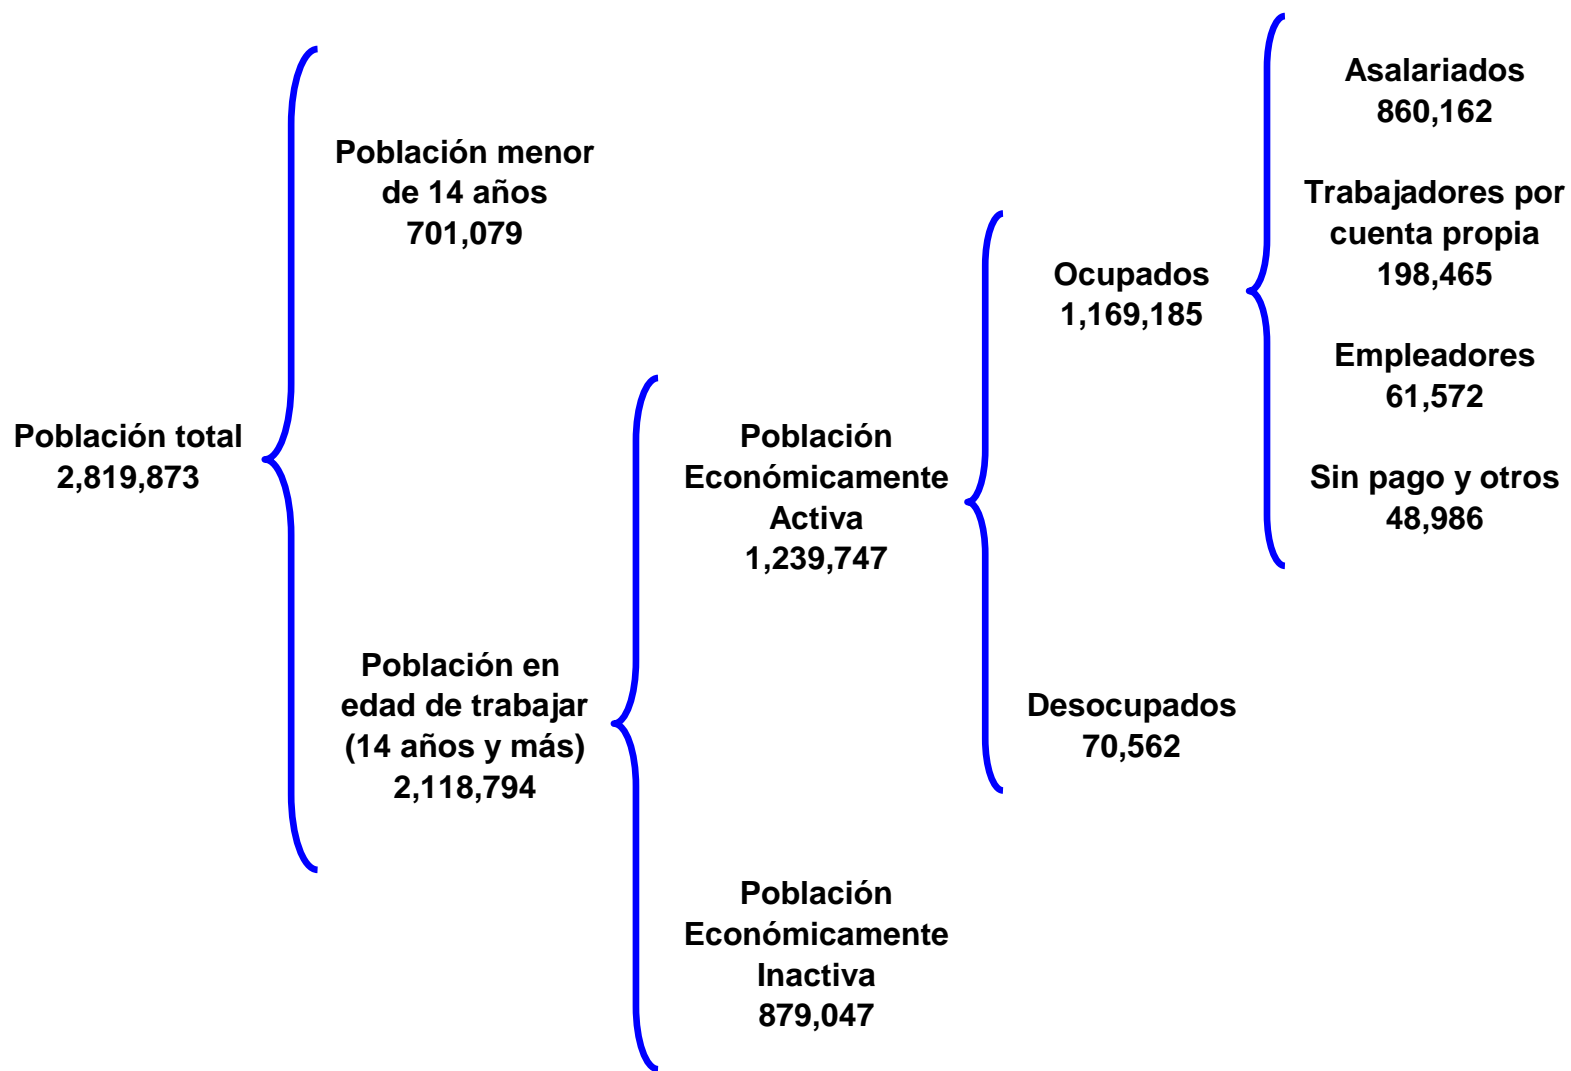 Población total
2,819,873
Población menor
de 14 años
701,079
Población en
edad de trabajar
(14 años y más)
2,118,794
Población
Económicamente
Activa
1,239,747
Población
Económicamente
Inactiva
879,047
Ocupados
1,169,185
Desocupados
70,562
Asalariados
860,162
Trabajadores por
cuenta propia
198,465
Empleadores
61,572
Sin pago y otros
48,986